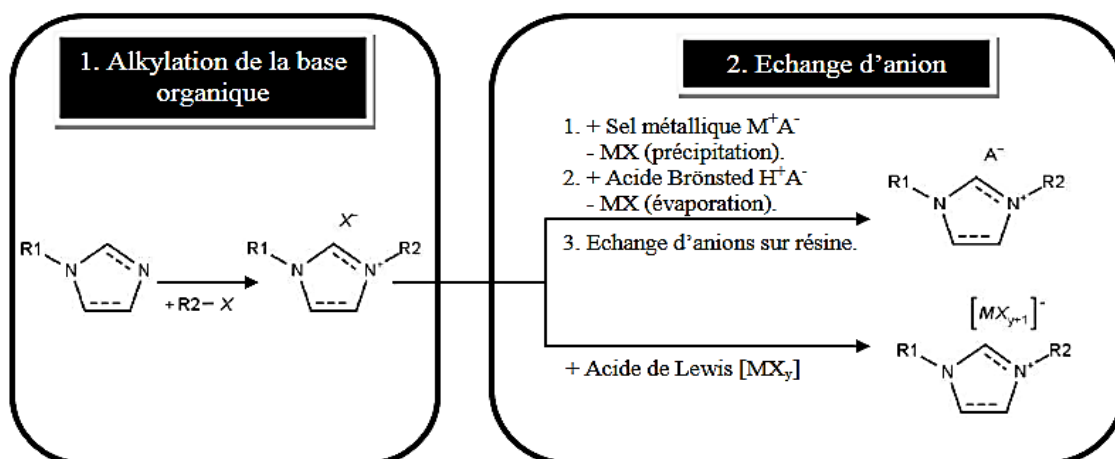 1. Alkylation de la base
organique
R1
N
N
+ R2 – X
X⁻
R1
N
N⁺
R2
2. Echange d'anion
1. + Sel métallique M⁺A⁻
- MX (précipitation).
2. + Acide Brönsted H⁺A⁻
- MX (évaporation).
3. Echange d'anions sur résine.
A⁻
R1
N
N⁺
R2
+ Acide de Lewis [MXy]
[MXy+1]⁻
R1
N
N⁺
R2